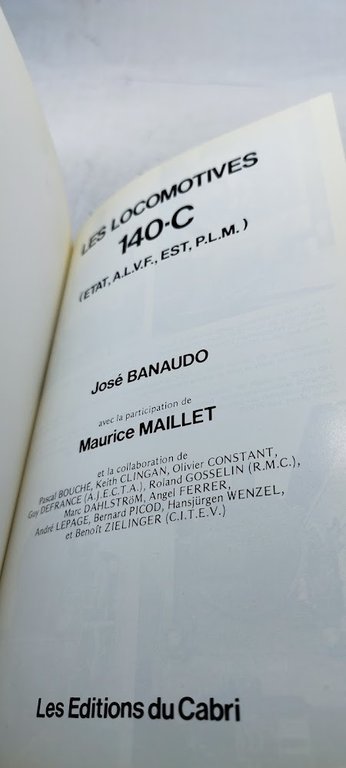 LES LOCOMOTIVES
140-C
(ETAT, A.L.V.F., EST, P.L.M.)
José BANAUDO
avec la participation de
Maurice MAILLET
et la collaboration de
Pascal BOUCHÉ, Keith CLINGAN, Olivier CONSTANT,
Guy DEFRANCE (A.J.E.C.T.A.), Roland GOSSELIN (R.M.C.),
Marc DAHLSTRÖM, Angel FERRER,
André LEPAGE, Bernard PICOD, Hansjürgen WENZEL,
et Benoît ZIELINGER (C.I.T.E.V.)
Les Editions du Cabri